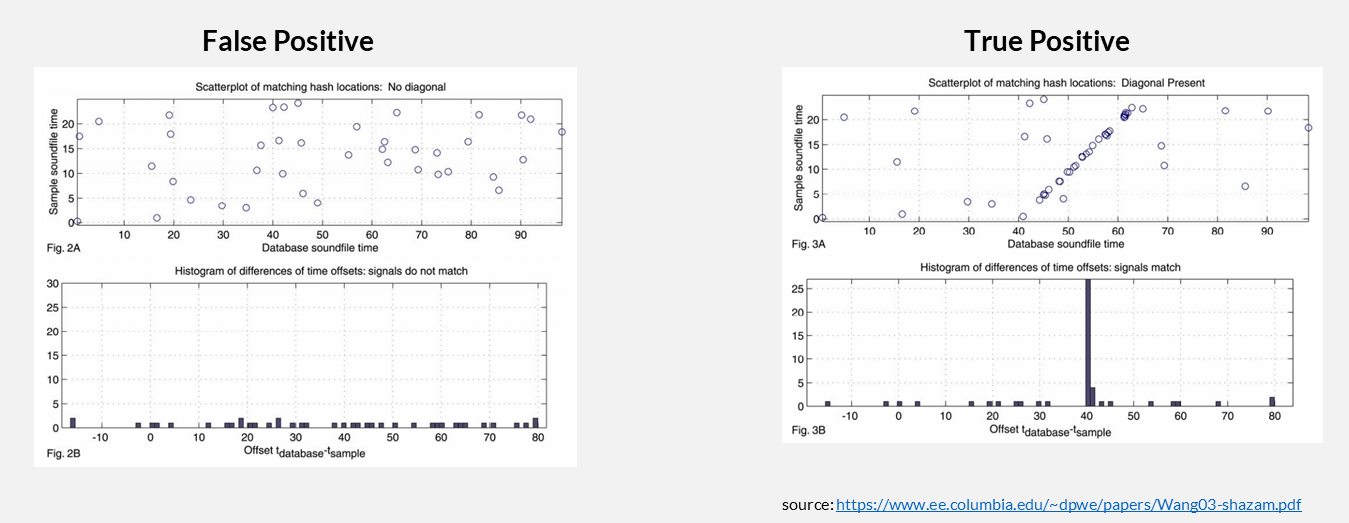 False Positive
Scatterplot of matching hash locations: No diagonal
Sample soundfile time
20
15
10
5
0
10 20 30 40 50 60 70 80 90
Database soundfile time
Fig. 2A
Histogram of differences of time offsets: signals do not match
30
25
20
15
10
5
0
-10 0 10 20 30 40 50 60 70 80
Offset tdatabase-tsample
Fig. 2B
True Positive
Scatterplot of matching hash locations: Diagonal Present
Sample soundfile time
20
15
10
5
0
10 20 30 40 50 60 70 80 90
Database soundfile time
Fig. 3A
Histogram of differences of time offsets: signals match
25
20
15
10
5
0
-10 0 10 20 30 40 50 60 70 80
Offset tdatabase-tsample
Fig. 3B
source: https://www.ee.columbia.edu/~dpwe/papers/Wang03-shazam.pdf